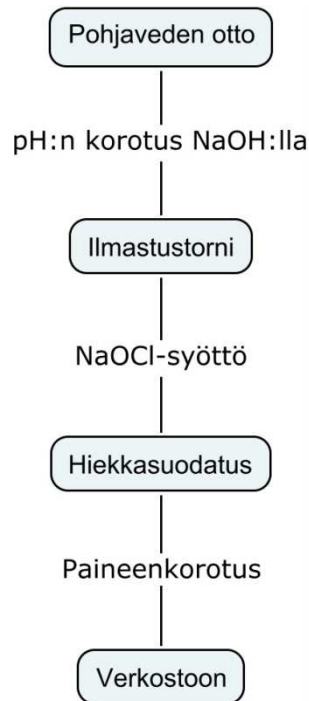 Pohjaveden otto
pH:n korotus NaOH:lla
Ilmastustorni
NaOCl-syöttö
Hiekkasuodatus
Paineenkorotus
Verkostoon